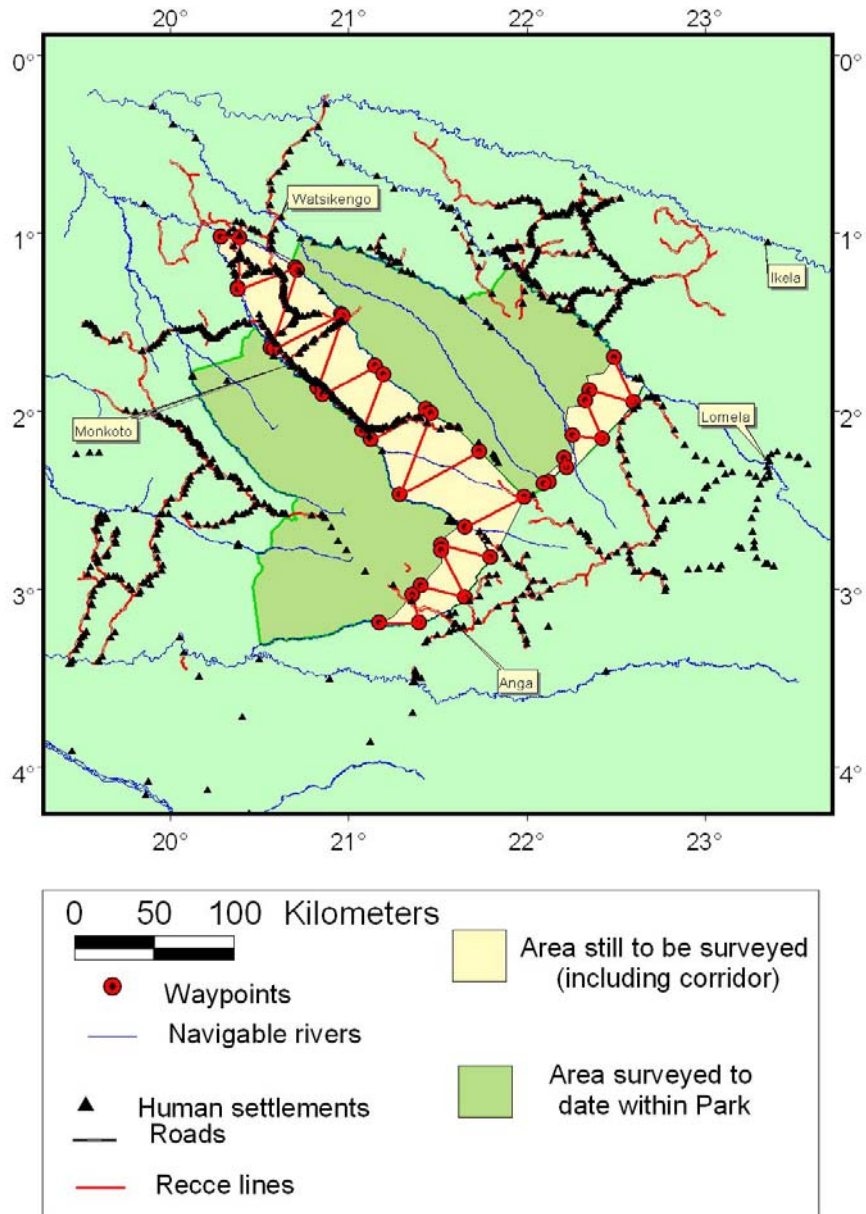 20° 21° 22° 23°
0° 0°
Watsikengo
1° 1°
Ikela
2° 2°
Monkoto
Lomela
3° 3°
Anga
4° 4°
20° 21° 22° 23°
0 50 100 Kilometers
Waypoints
Navigable rivers
Human settlements
Roads
Recce lines
Area still to be surveyed
(including corridor)
Area surveyed to
date within Park